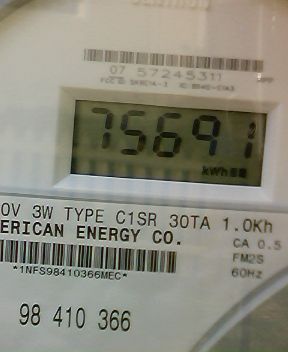 07 57245311
75691
kWh
0V 3W TYPE C1SR 30TA 1.0Kh
ERICAN ENERGY CO.
CA 0.5
FM2S
60Hz
*1NFS98410366MEC*
98 410 366